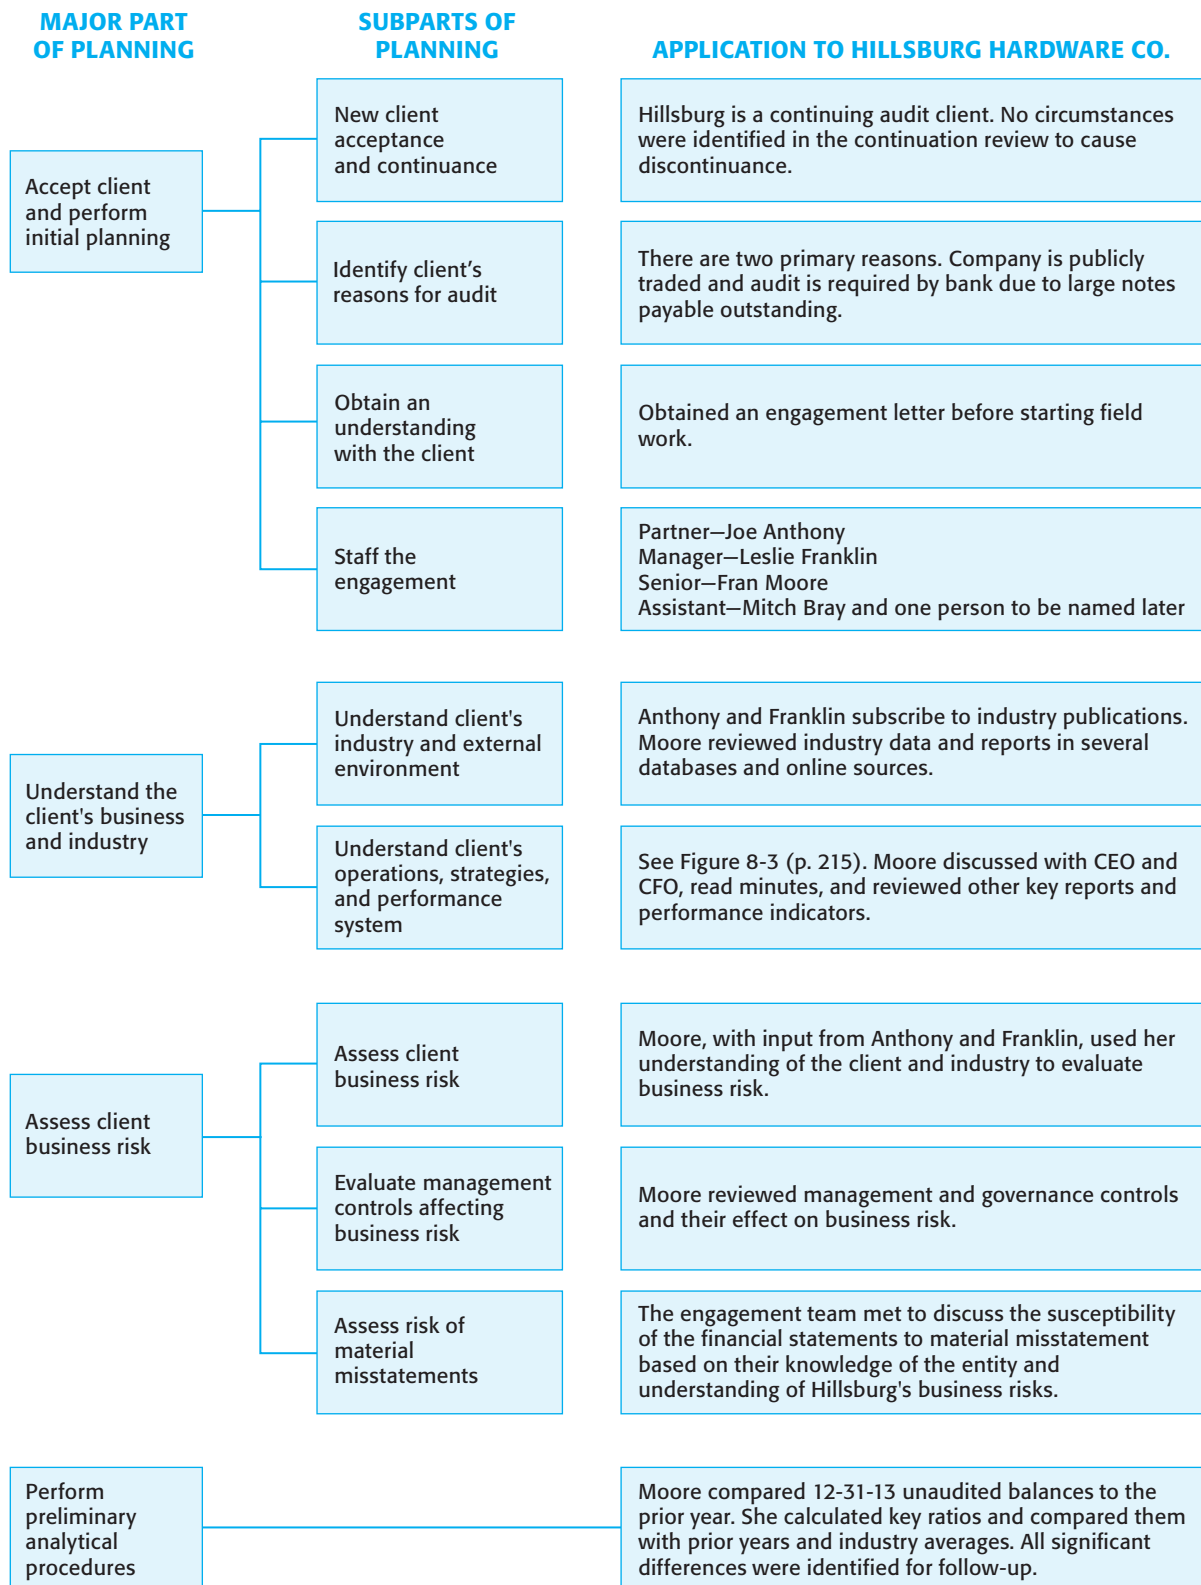 MAJOR PART
OF PLANNING
SUBPARTS OF
PLANNING
APPLICATION TO HILLSBURG HARDWARE CO.
Accept client
and perform
initial planning
New client
acceptance
and continuance
Hillsburg is a continuing audit client. No circumstances
were identified in the continuation review to cause
discontinuance.
Identify client's
reasons for audit
There are two primary reasons. Company is publicly
traded and audit is required by bank due to large notes
payable outstanding.
Obtain an
understanding
with the client
Obtained an engagement letter before starting field
work.
Staff the
engagement
Partner—Joe Anthony
Manager—Leslie Franklin
Senior—Fran Moore
Assistant—Mitch Bray and one person to be named later
Understand the
client's business
and industry
Understand client's
industry and external
environment
Anthony and Franklin subscribe to industry publications.
Moore reviewed industry data and reports in several
databases and online sources.
Understand client's
operations, strategies,
and performance
system
See Figure 8-3 (p. 215). Moore discussed with CEO and
CFO, read minutes, and reviewed other key reports and
performance indicators.
Assess client
business risk
Assess client
business risk
Moore, with input from Anthony and Franklin, used her
understanding of the client and industry to evaluate
business risk.
Evaluate management
controls affecting
business risk
Moore reviewed management and governance controls
and their effect on business risk.
Assess risk of
material
misstatements
The engagement team met to discuss the susceptibility
of the financial statements to material misstatement
based on their knowledge of the entity and
understanding of Hillsburg's business risks.
Perform
preliminary
analytical
procedures
Moore compared 12-31-13 unaudited balances to the
prior year. She calculated key ratios and compared them
with prior years and industry averages. All significant
differences were identified for follow-up.